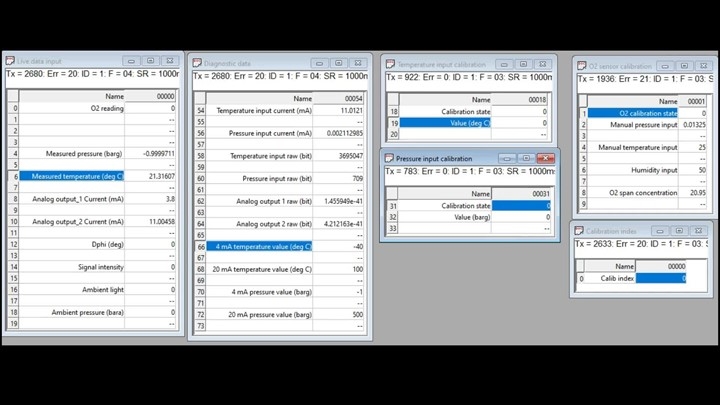 Live data input
Tx = 2680: Err = 20: ID = 1: F = 04: SR = 1000m
Name 00000
0 O2 reading 0
1 --
2 --
3 --
4 Measured pressure (barg) -0.9999711
5 --
6 Measured temperature (deg C) 21.31607
7 --
8 Analog output_1 Current (mA) 3.8
9 --
10 Analog output_2 Current (mA) 11.00458
11 --
12 Dphi (deg) 0
13 --
14 Signal intensity 0
15 --
16 Ambient light 0
17 --
18 Ambient pressure (bara) 0
19 --
Diagnostic data
Tx = 2680: Err = 20: ID = 1: F = 04: SR = 1000m
Name 00054
54 Temperature input current (mA) 11.0121
55 --
56 Pressure input current (mA) 0.002112985
57 --
58 Temperature input raw (bit) 3695047
59 --
60 Pressure input raw (bit) 709
61 --
62 Analog output 1 raw (bit) 1.455949e-41
63 --
64 Analog output 2 raw (bit) 4.212163e-41
65 --
66 4 mA temperature value (deg C) -40
67 --
68 20 mA temperature value (deg C) 100
69 --
70 4 mA pressure value (barg) -1
71 --
72 20 mA pressure value (barg) 500
73 --
Temperature input calibration
Tx = 922: Err = 0: ID = 1: F = 03: SR = 1000m
Name 00018
18 Calibration state 0
19 Value (deg C) 0
20 --
Pressure input calibration
Tx = 783: Err = 0: ID = 1: F = 03: SR = 1000ms
Name 00031
31 Calibration state 0
32 Value (barg) 0
33 --
O2 sensor calibration
Tx = 1936: Err = 21: ID = 1: F = 03: S
Name 00001
1 O2 calibration state 0
2 Manual pressure input 0.01325
3 --
4 Manual temperature input 25
5 --
6 Humidity input 50
7 --
8 O2 span concentration 20.95
9 --
Calibration index
Tx = 2633: Err = 20: ID = 1: F = 03: S
Name 00000
0 Calib index 0